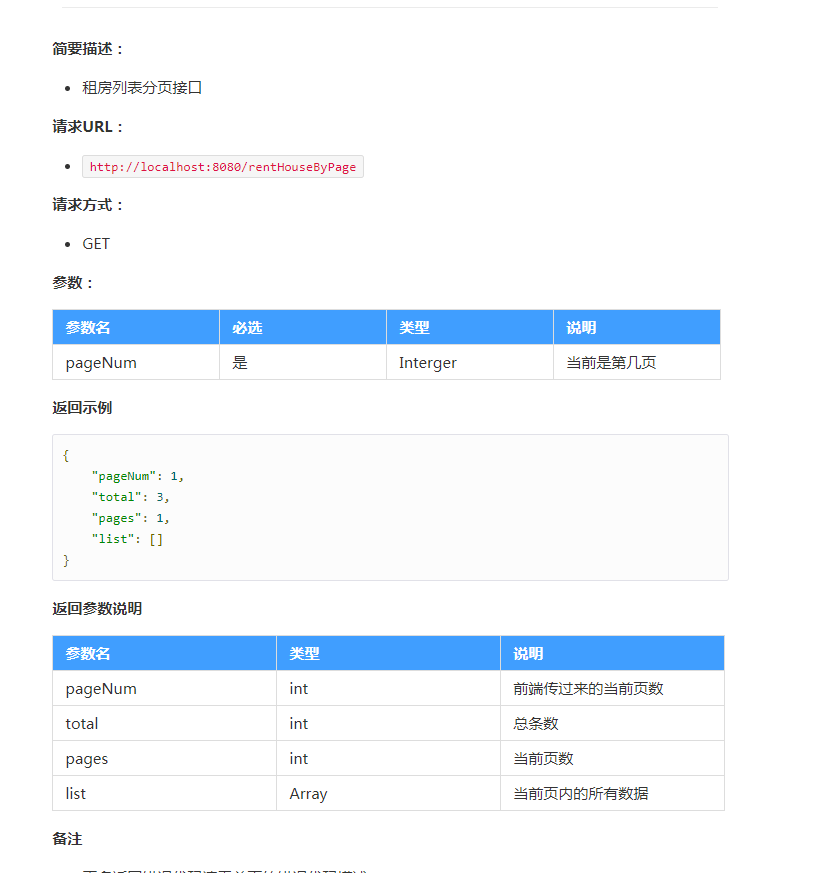 简要描述：
租房列表分页接口
请求URL：
http://localhost:8080/rentHouseByPage
请求方式：
GET
参数：
参数名 必选 类型 说明
pageNum 是 Interger 当前是第几页
返回示例
{
"pageNum": 1,
"total": 3,
"pages": 1,
"list": []
}
返回参数说明
参数名 类型 说明
pageNum int 前端传过来的当前页数
total int 总条数
pages int 当前页数
list Array 当前页内的所有数据
备注